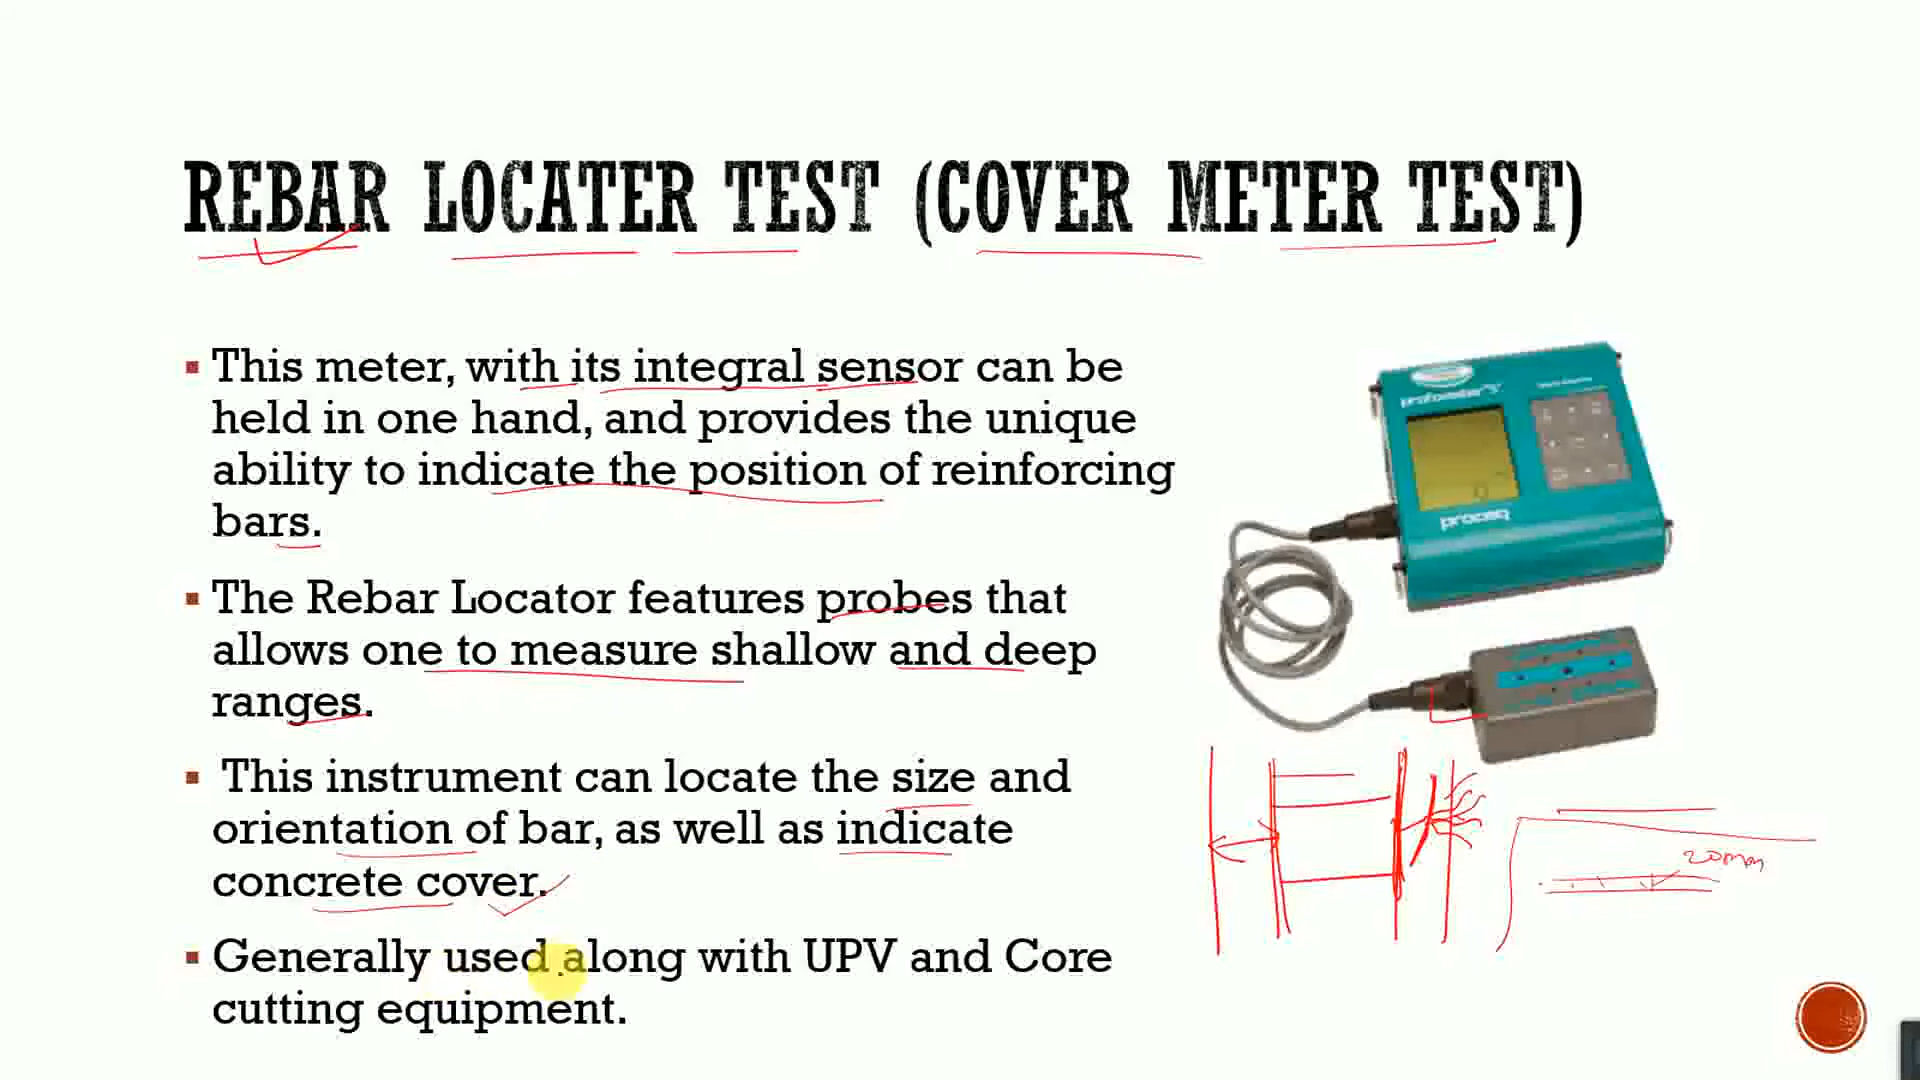 REBAR LOCATER TEST (COVER METER TEST)
▪ This meter, with its integral sensor can be
held in one hand, and provides the unique
ability to indicate the position of reinforcing
bars.
▪ The Rebar Locator features probes that
allows one to measure shallow and deep
ranges.
▪ This instrument can locate the size and
orientation of bar, as well as indicate
concrete cover.
▪ Generally used along with UPV and Core
cutting equipment.
profometer 5
proceq
20mm